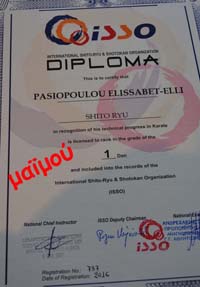 ISSO
INTERNATIONAL SHITO-RYU & SHOTOKAN ORGANIZATION
DIPLOMA
This is to certify that
PASIOPOULOU ELISSABET-ELLI
SHITO RYU
in recognition of his technical progress in Karate
is licensed to rank in the grade of the
1 Dan
μαϊμού
and included into the records of the
International Shito-Ryu & Shotokan Organization
(ISSO)
National Chief Instructor
ISSO Deputy Chairman
ISSO
Registration No: 737
Date of Registration: 2016